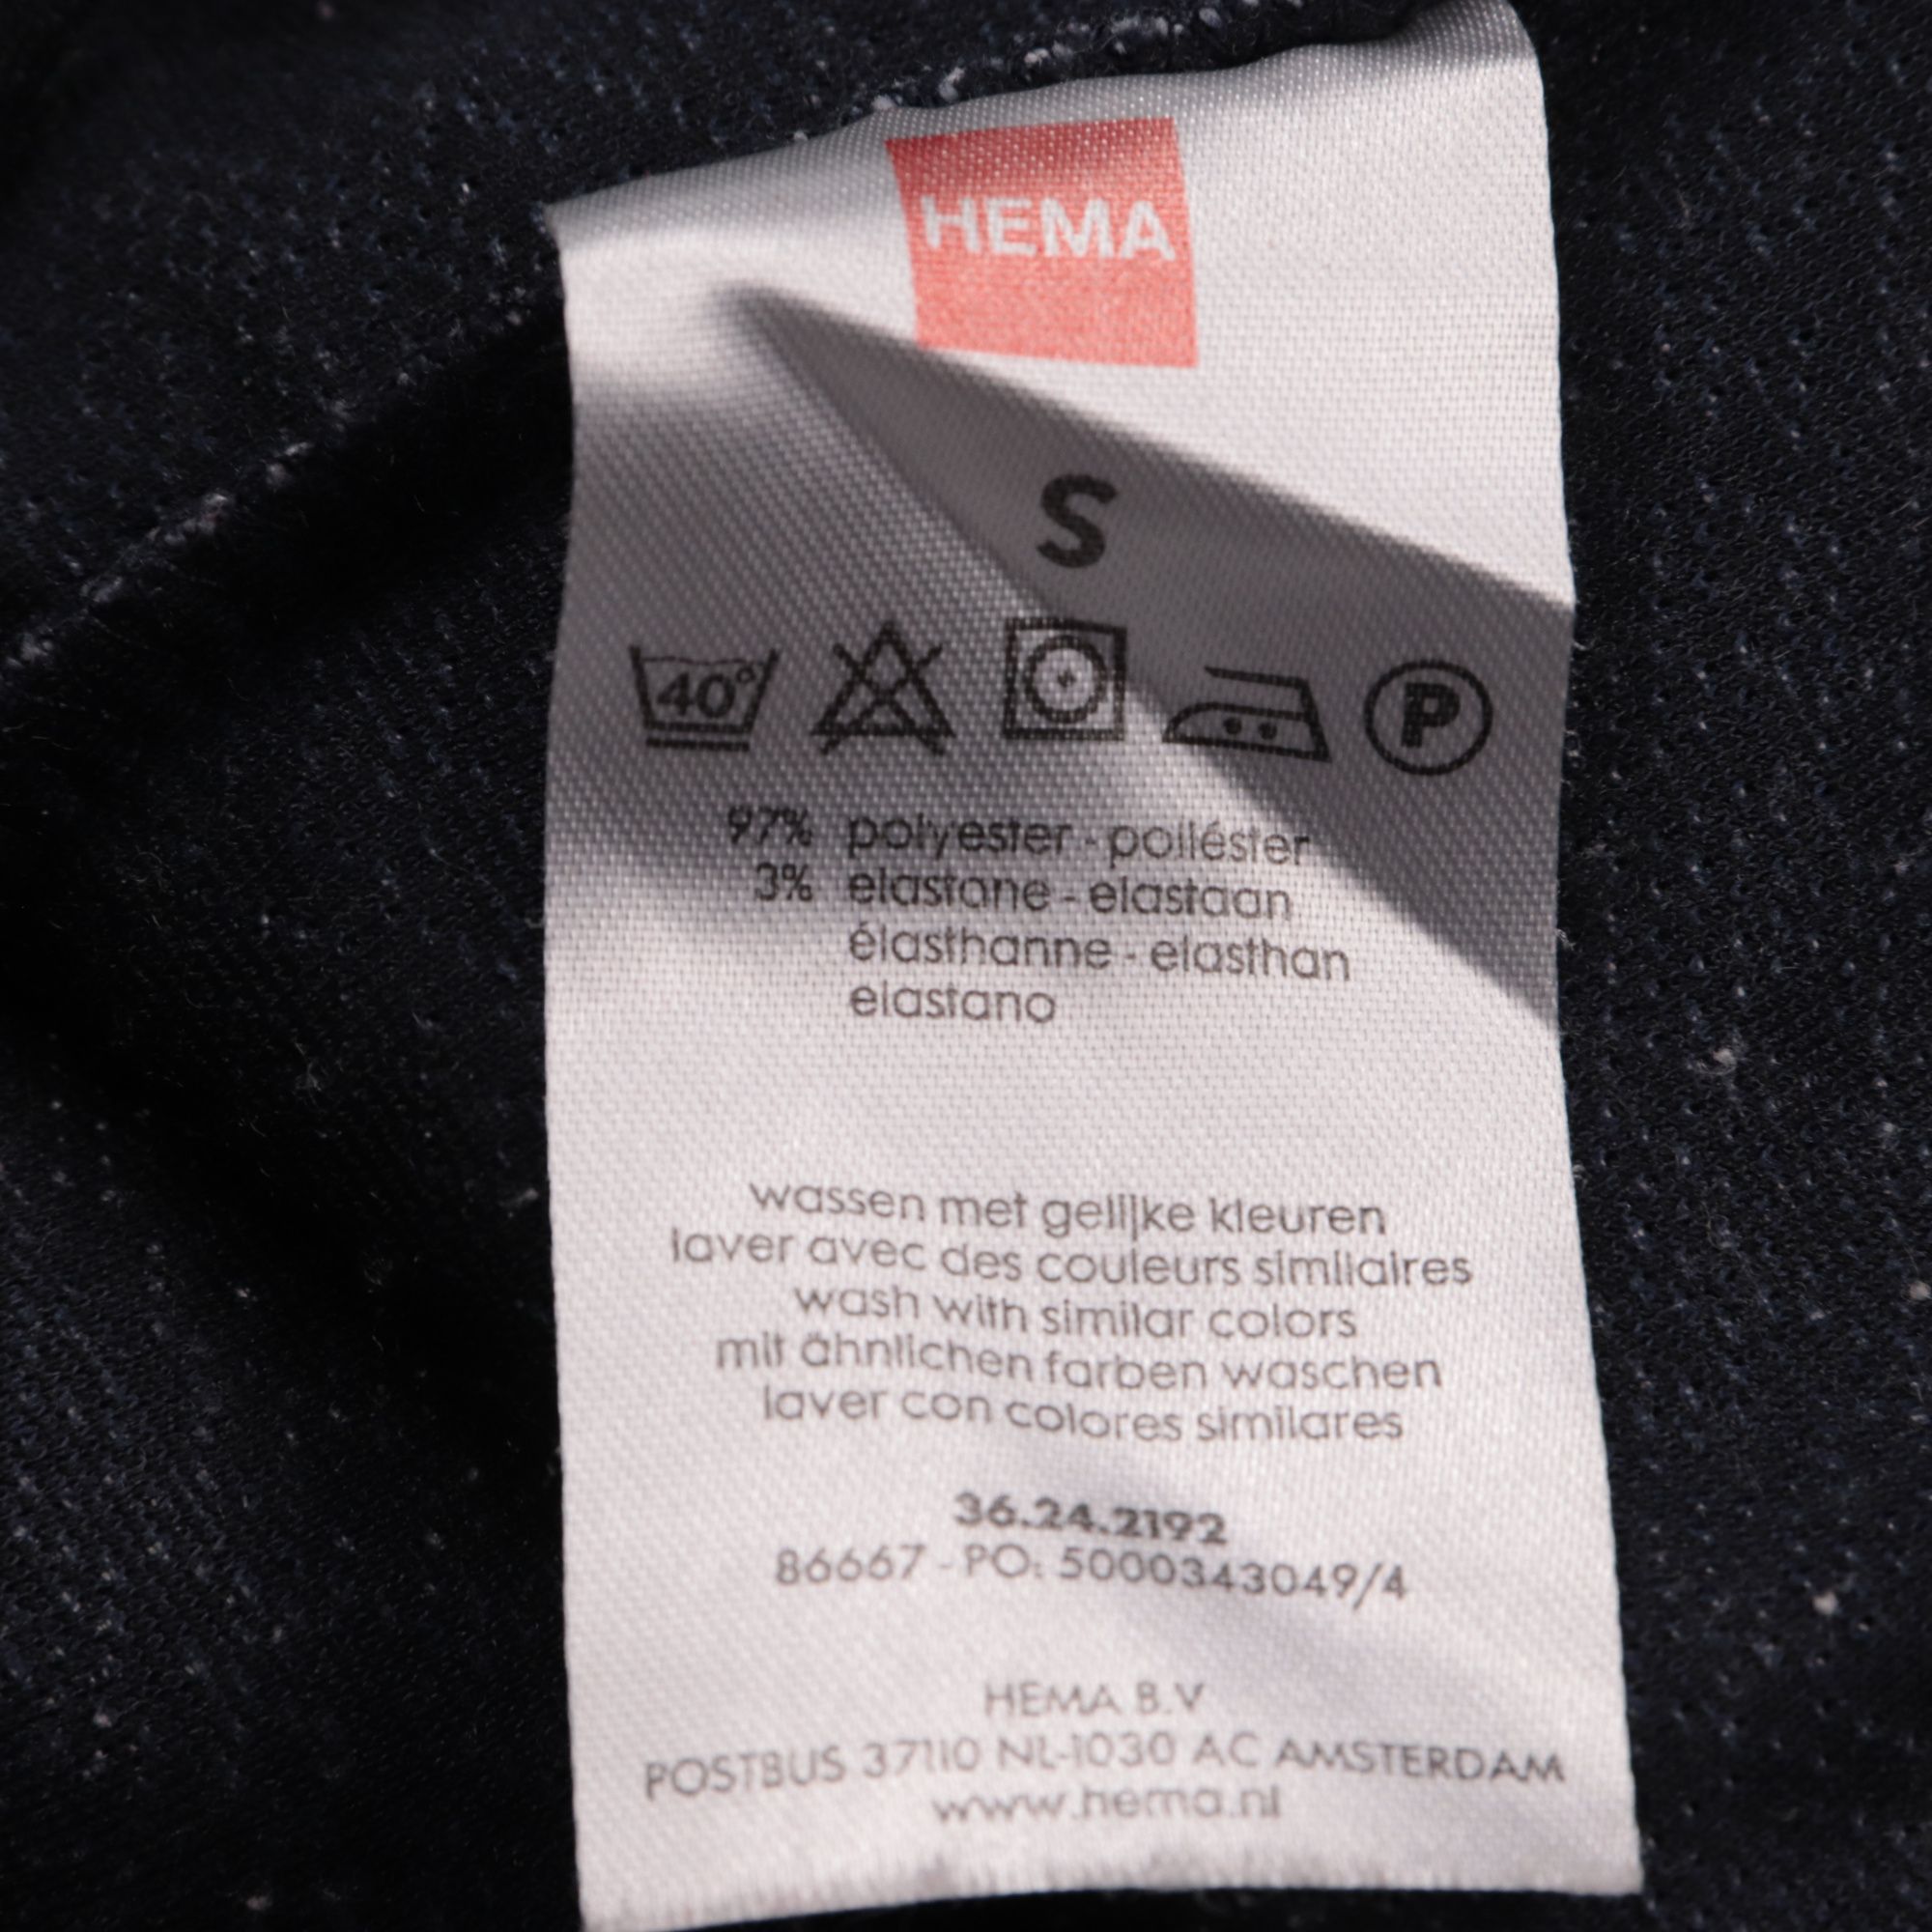 HEMA
S
40°
P
97% polyester - poliéster
3% elastane - elastaan
élasthanne - elasthan
elastano
wassen met gelijke kleuren
laver avec des couleurs similaires
wash with similar colors
mit ähnlichen farben waschen
laver con colores similares
36.24.2192
86667 - PO: 5000343049/4
HEMA B.V
POSTBUS 37110 NL-1030 AC AMSTERDAM
www.hema.nl